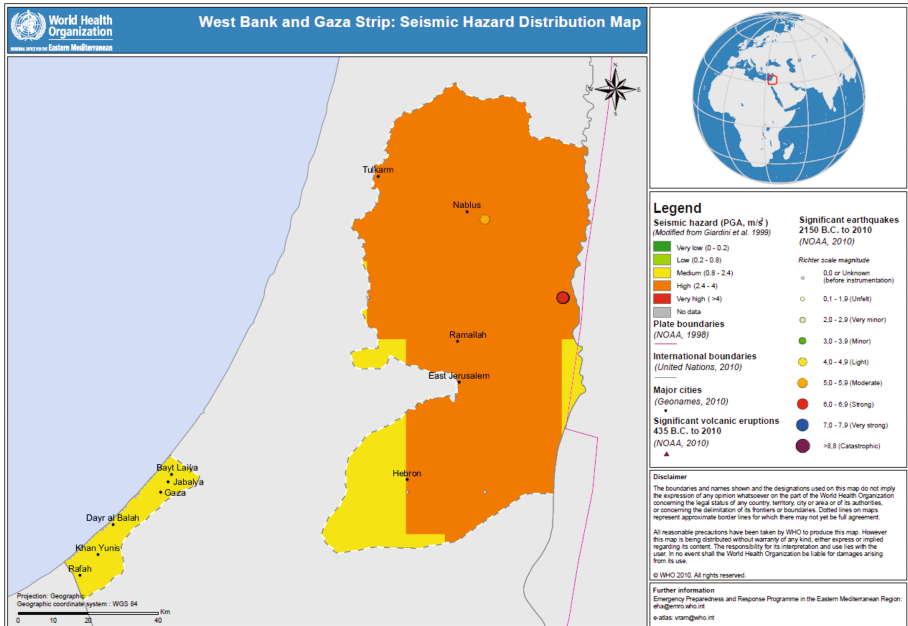 World Health
Organization
REGIONAL OFFICE FOR THE Eastern Mediterranean
West Bank and Gaza Strip: Seismic Hazard Distribution Map
N
E
S
Tulkarm
Nablus
Ramallah
East Jerusalem
Hebron
Bayt Lahya
Jabalya
Gaza
Dayr al Balah
Khan Yunis
Rafah
Projection: Geographic
Geographic coordinate system : WGS 84
Km
0 10 20 40
Legend
Seismic hazard (PGA, m/s²)
(Modified from Giardini et al. 1999)
Very low (0 - 0.2)
Low (0.2 - 0.8)
Medium (0.8 - 2.4)
High (2.4 - 4)
Very high ( >4)
No data
Plate boundaries
(NOAA, 1998)
International boundaries
(United Nations, 2010)
Major cities
(Geonames, 2010)
Significant volcanic eruptions
435 B.C. to 2010
(NOAA, 2010)
Significant earthquakes
2150 B.C. to 2010
(NOAA, 2010)
Richter scale magnitude
0,0 or Unknown
(before instrumentation)
0,1 - 1,9 (Unfelt)
2,0 - 2,9 (Very minor)
3,0 - 3,9 (Minor)
4,0 - 4,9 (Light)
5,0 - 5,9 (Moderate)
6,0 - 6,9 (Strong)
7,0 - 7,9 (Very strong)
>8,8 (Catastrophic)
Disclaimer
The boundaries and names shown and the designations used on this map do not imply
the expression of any opinion whatsoever on the part of the World Health Organization
concerning the legal status of any country, territory, city or area or of its authorities,
or concerning the delimitation of its frontiers or boundaries. Dotted lines on maps
represent approximate border lines for which there may not yet be full agreement.
All reasonable precautions have been taken by WHO to produce this map. However
this map is being distributed without warranty of any kind, either express or implied
regarding its content. The responsibility for its interpretation and use lies with the
user. In no event shall the World Health Organization be liable for damages arising
from its use.
© WHO 2010. All rights reserved.
Further information
Emergency Preparedness and Response Programme in the Eastern Mediterranean Region:
eha@emro.who.int
e-atlas: vram@who.int